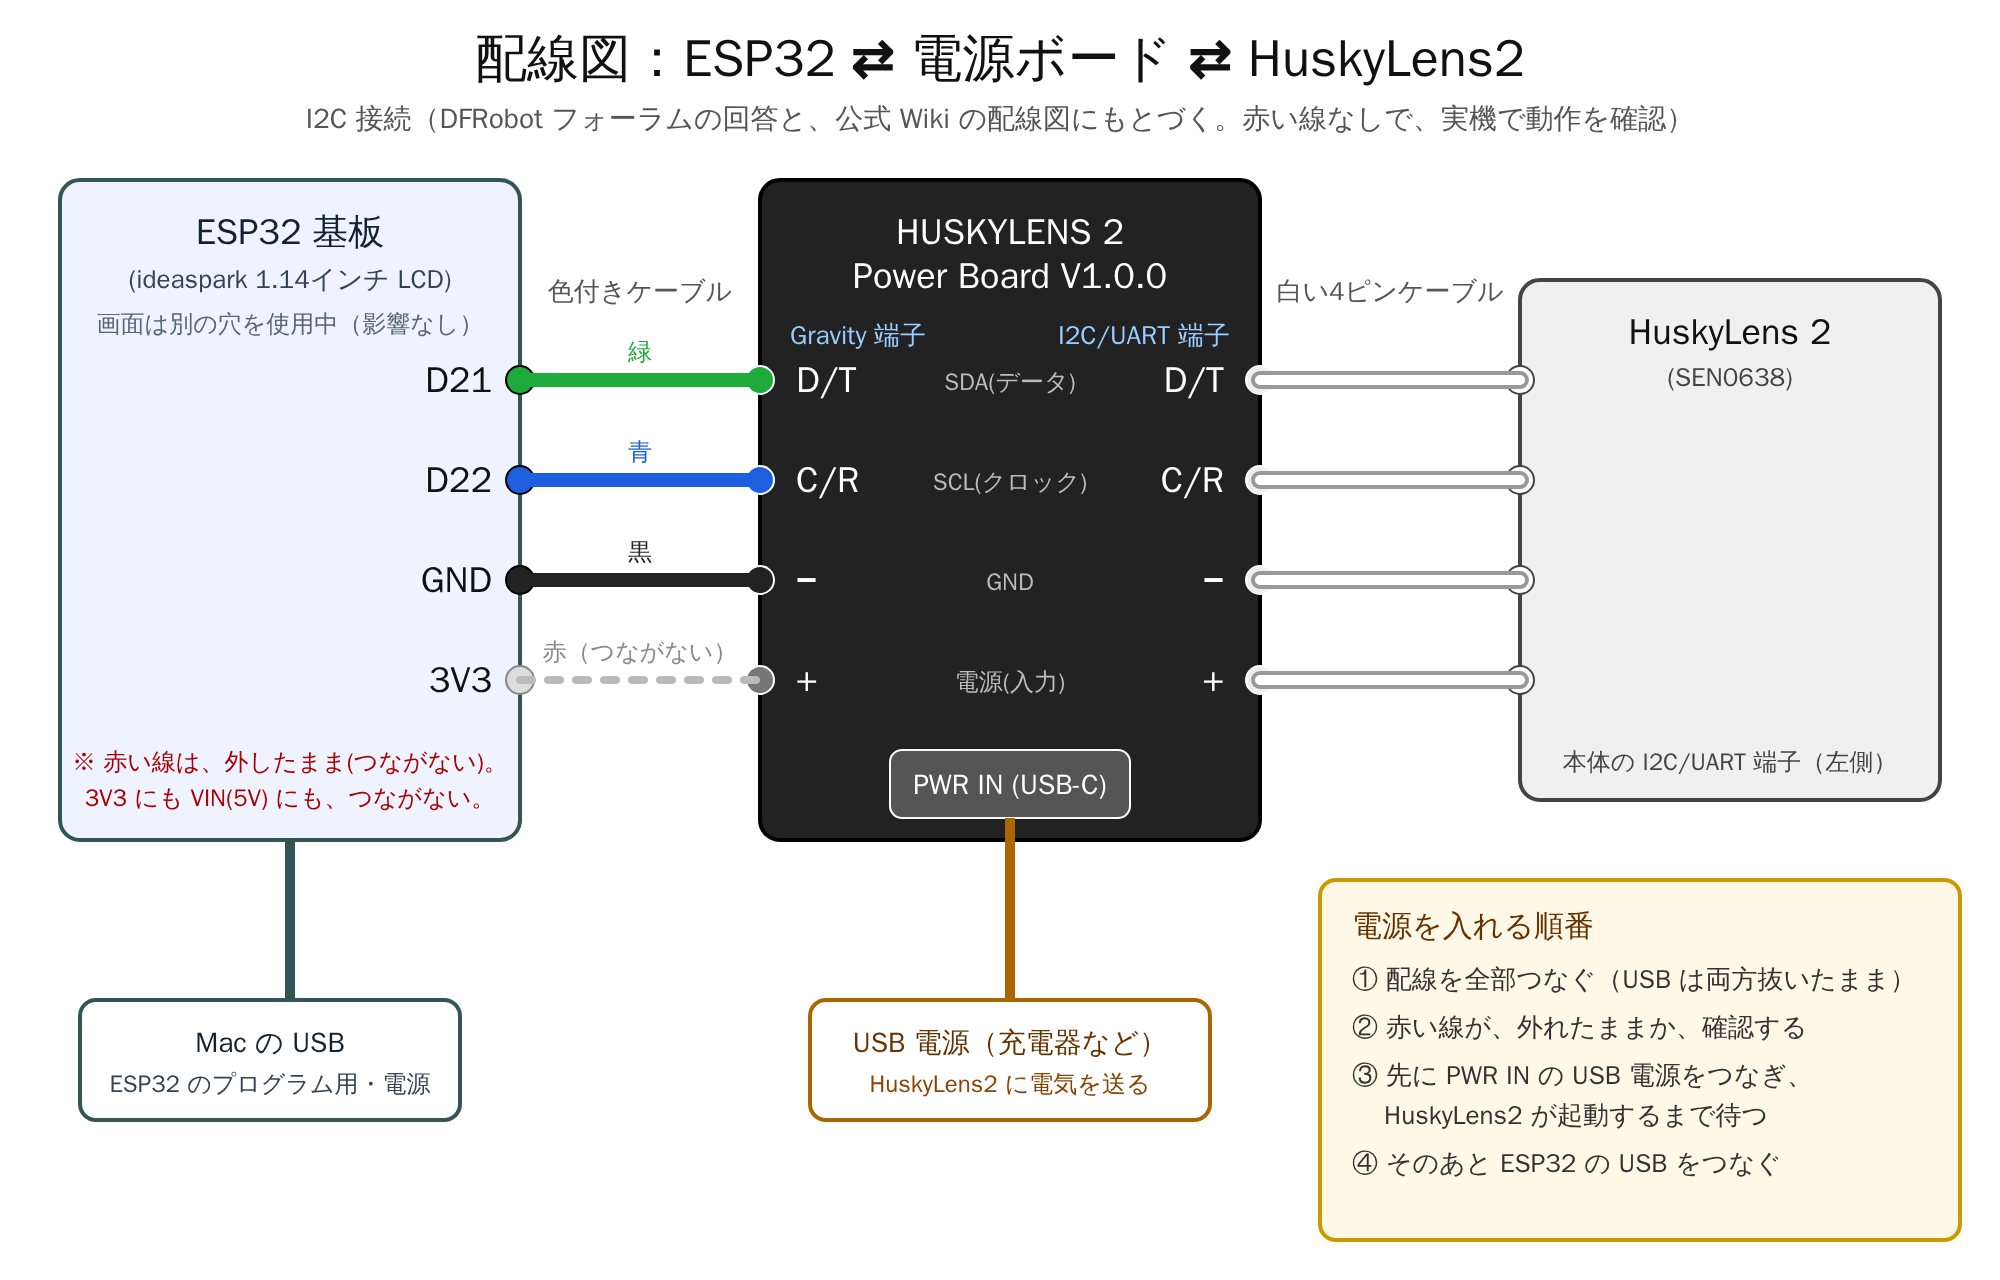 配線図：ESP32 ⇄ 電源ボード ⇄ HuskyLens2
I2C 接続（DFRobot フォーラムの回答と、公式 Wiki の配線図にもとづく。赤い線なしで、実機で動作を確認）
ESP32 基板
(ideaspark 1.14インチ LCD)
画面は別の穴を使用中（影響なし）
D21
D22
GND
3V3
※ 赤い線は、外したまま(つながない)。
3V3 にも VIN(5V) にも、つながない。
色付きケーブル
緑
青
黒
赤（つながない）
HUSKYLENS 2
Power Board V1.0.0
Gravity 端子 I2C/UART 端子
D/T SDA(データ) D/T
C/R SCL(クロック) C/R
− GND −
+ 電源(入力) +
PWR IN (USB-C)
白い4ピンケーブル
HuskyLens 2
(SEN0638)
本体の I2C/UART 端子（左側）
Mac の USB
ESP32 のプログラム用・電源
USB 電源（充電器など）
HuskyLens2 に電気を送る
電源を入れる順番
① 配線を全部つなぐ（USB は両方抜いたまま）
② 赤い線が、外れたままか、確認する
③ 先に PWR IN の USB 電源をつなぎ、
HuskyLens2 が起動するまで待つ
④ そのあと ESP32 の USB をつなぐ